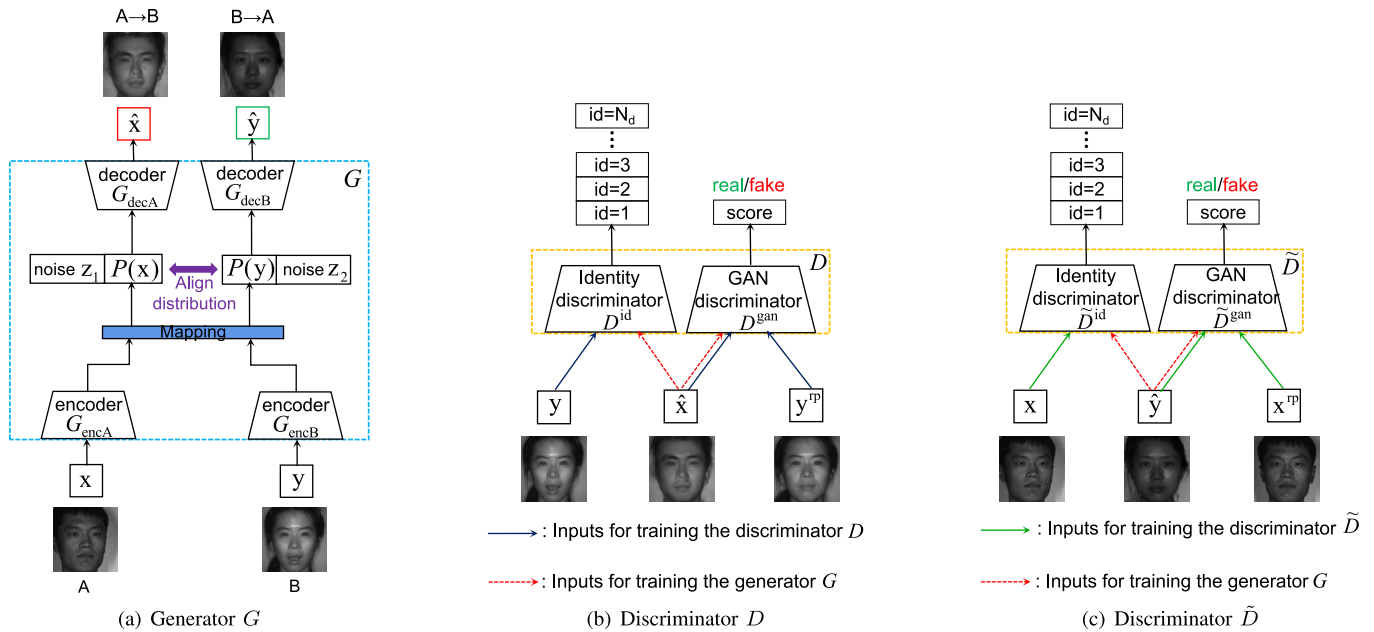 A→B
B→A
x̂
ŷ
decoder
G_decA
decoder
G_decB
G
noise z₁
P(x)
P(y)
noise z₂
Align
distribution
Mapping
encoder
G_encA
encoder
G_encB
x
y
A
B
(a) Generator G
id=N_d
⋮
id=3
id=2
id=1
real/fake
score
D
Identity
discriminator
D^id
GAN
discriminator
D^gan
y
x̂
y^rp
: Inputs for training the discriminator D
: Inputs for training the generator G
(b) Discriminator D
id=N_d
⋮
id=3
id=2
id=1
real/fake
score
D̃
Identity
discriminator
D̃^id
GAN
discriminator
D̃^gan
x
ŷ
x^rp
: Inputs for training the discriminator D̃
: Inputs for training the generator G
(c) Discriminator D̃